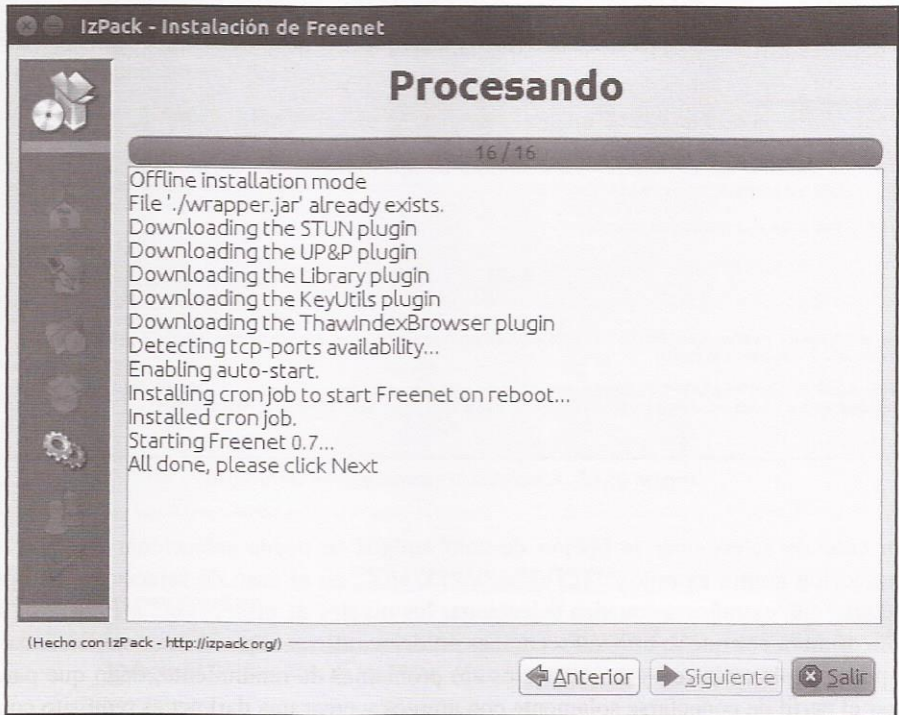 IzPack - Instalación de Freenet
Procesando
16 / 16
Offline installation mode
File './wrapper.jar' already exists.
Downloading the STUN plugin
Downloading the UP&P plugin
Downloading the Library plugin
Downloading the KeyUtils plugin
Downloading the ThawIndexBrowser plugin
Detecting tcp-ports availability...
Enabling auto-start.
Installing cron job to start Freenet on reboot...
Installed cron job.
Starting Freenet 0.7...
All done, please click Next
(Hecho con IzPack - http://izpack.org/)
Anterior Siguiente Salir